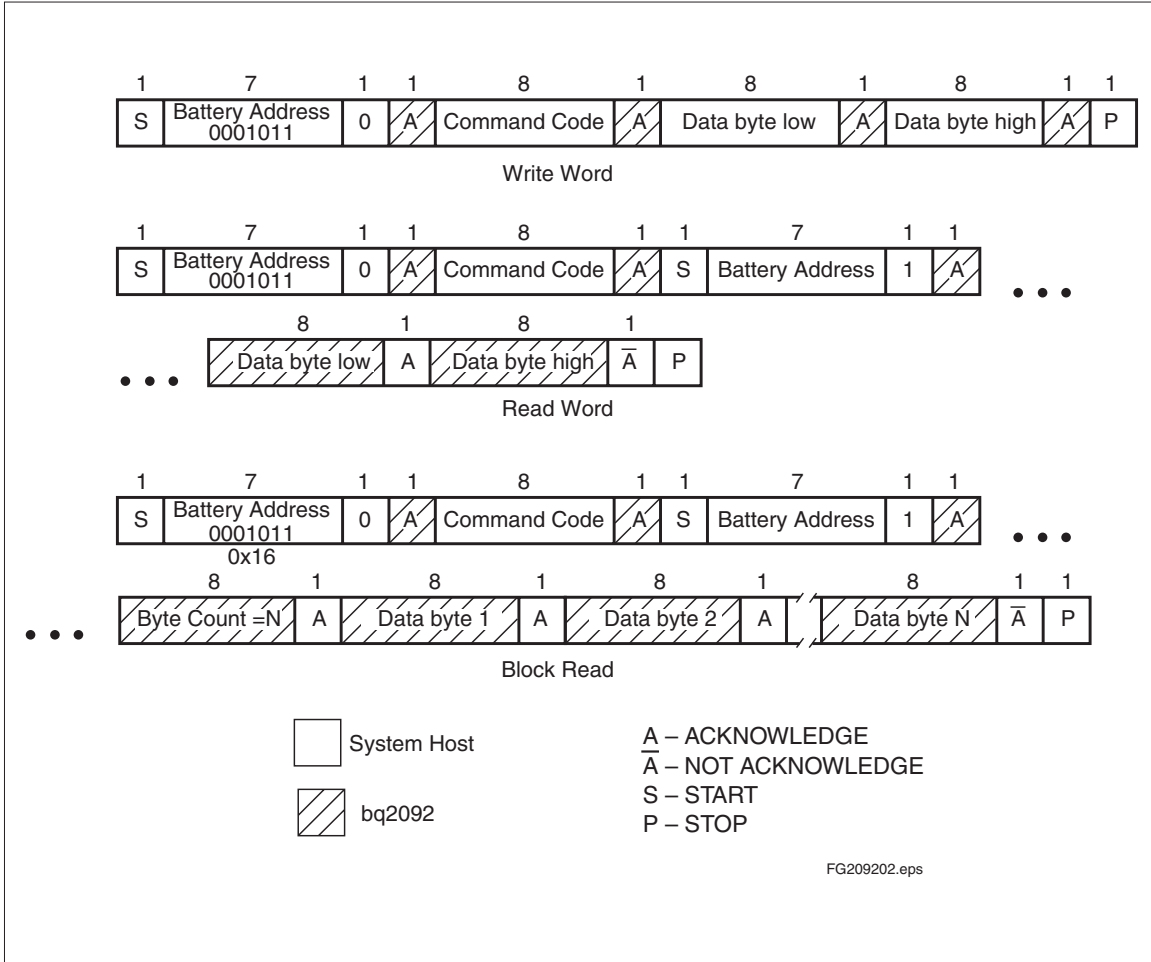 1 7 1 1 8 1 8 1 8 1 1
S Battery Address 0001011 0 A Command Code A Data byte low A Data byte high A P
Write Word
1 7 1 1 8 1 1 7 1 1
S Battery Address 0001011 0 A Command Code A S Battery Address 1 A
• • •
8 1 8 1
• • • Data byte low A Data byte high A̅ P
Read Word
1 7 1 1 8 1 1 7 1 1
S Battery Address 0001011 0 A Command Code A S Battery Address 1 A
0x16
• • •
8 1 8 1 8 1 8 1 1
• • • Byte Count =N A Data byte 1 A Data byte 2 A Data byte N A̅ P
Block Read
System Host
bq2092
A – ACKNOWLEDGE
A̅ – NOT ACKNOWLEDGE
S – START
P – STOP
FG209202.eps